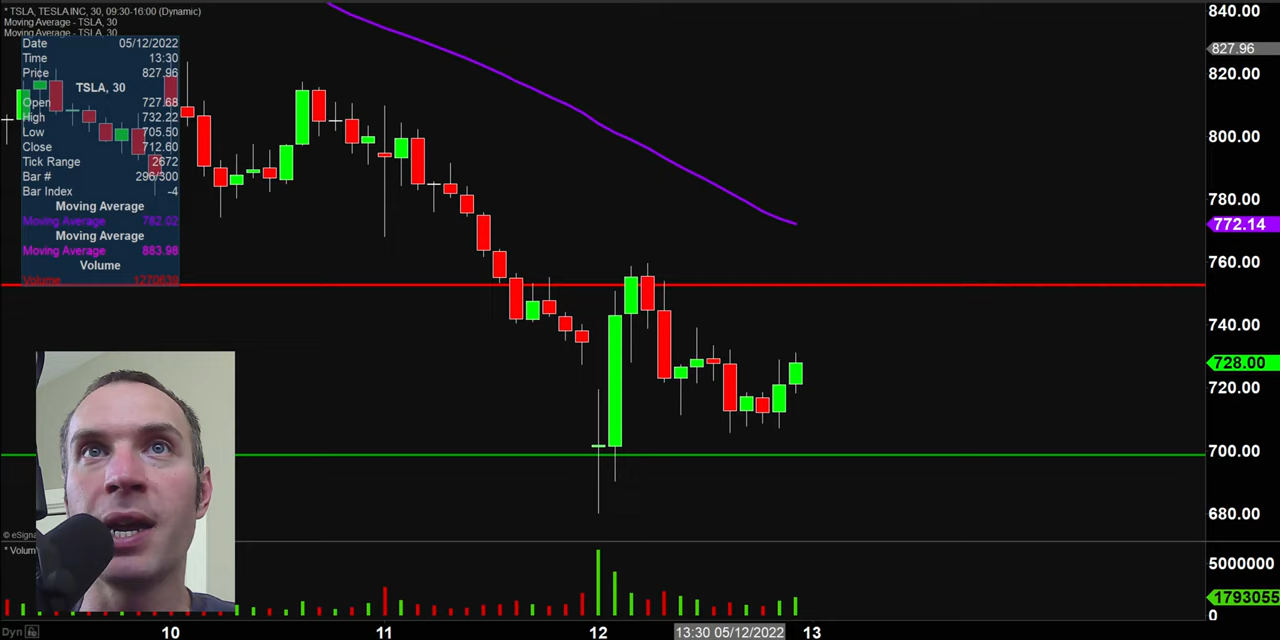 * TSLA, TESLA INC, 30, 09:30-16:00 (Dynamic)
Moving Average - TSLA, 30
Moving Average - TSLA, 30
Date 05/12/2022
Time 13:30
Price 827.96
TSLA, 30
Open 727.68
High 732.22
Low 705.50
Close 712.60
Tick Range 2672
Bar # 296/300
Bar Index -4
Moving Average
Moving Average 782.02
Moving Average
Moving Average 883.98
Volume
Volume 1270639
840.00
827.96
820.00
800.00
780.00
772.14
760.00
740.00
728.00
720.00
700.00
680.00
© eSigna
* Volum
5000000
1793055
0
Dyn
10
11
12
13:30 05/12/2022
13